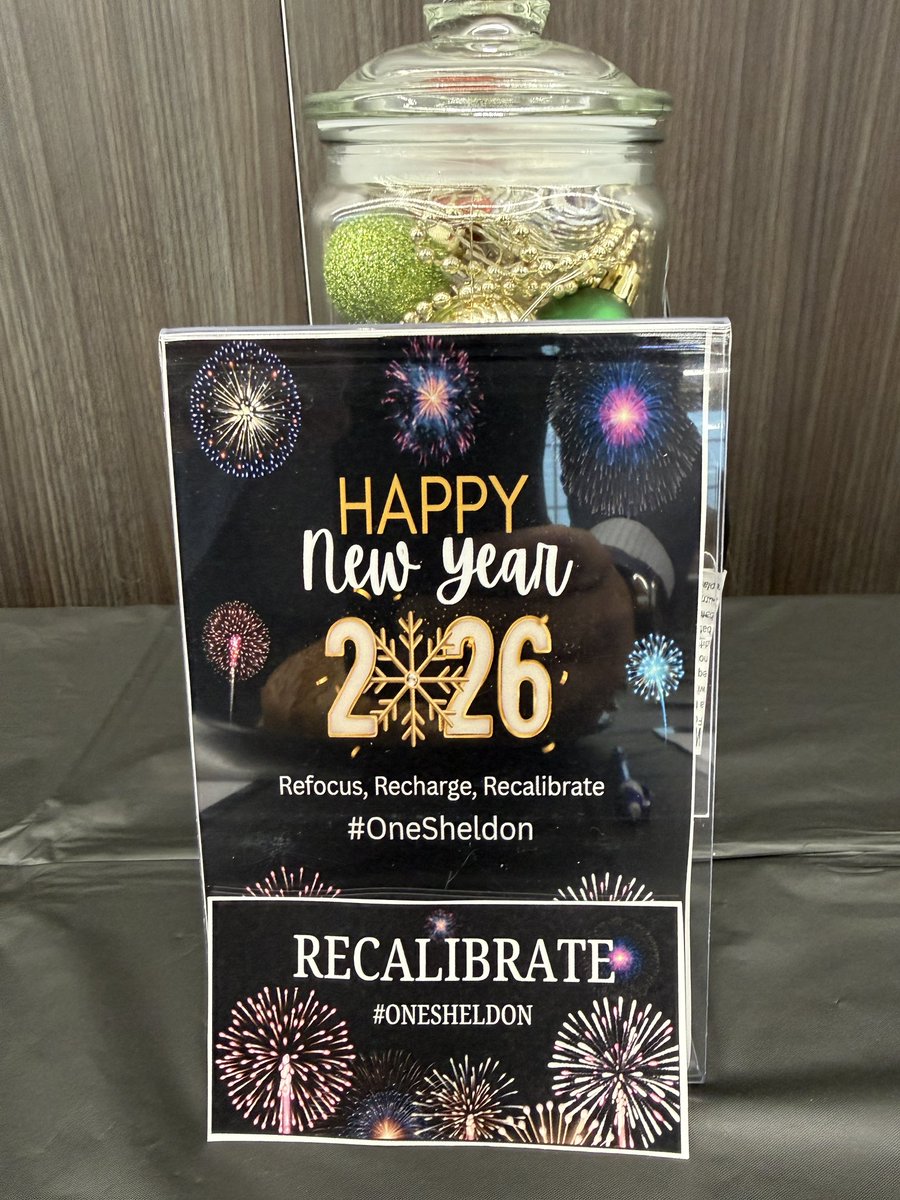 HAPPY
New Year
2026
Refocus, Recharge, Recalibrate
#OneSheldon
RECALIBRATE
#ONESHELDON